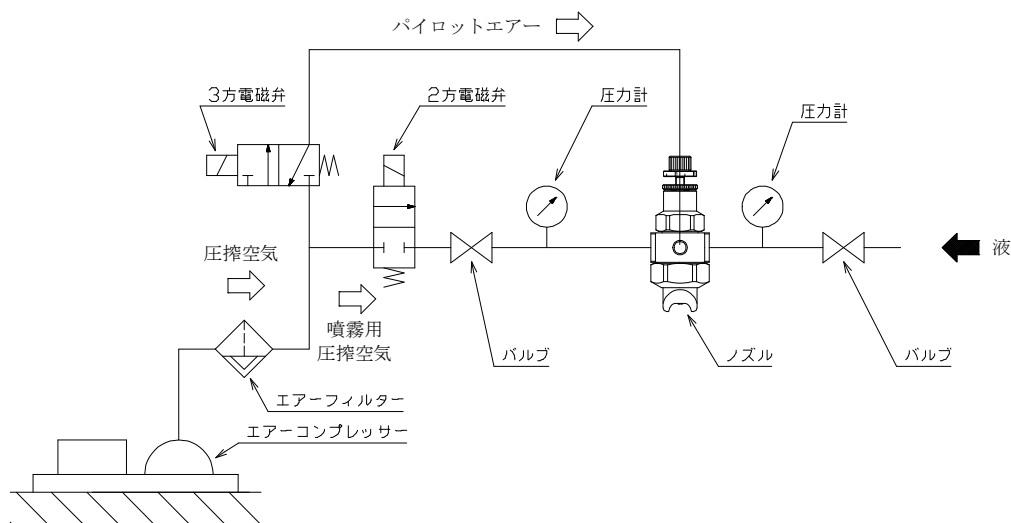 パイロットエアー
3方電磁弁
2方電磁弁
圧力計
圧力計
圧搾空気
液
噴霧用
圧搾空気
バルブ
ノズル
バルブ
エアーフィルター
エアーコンプレッサー